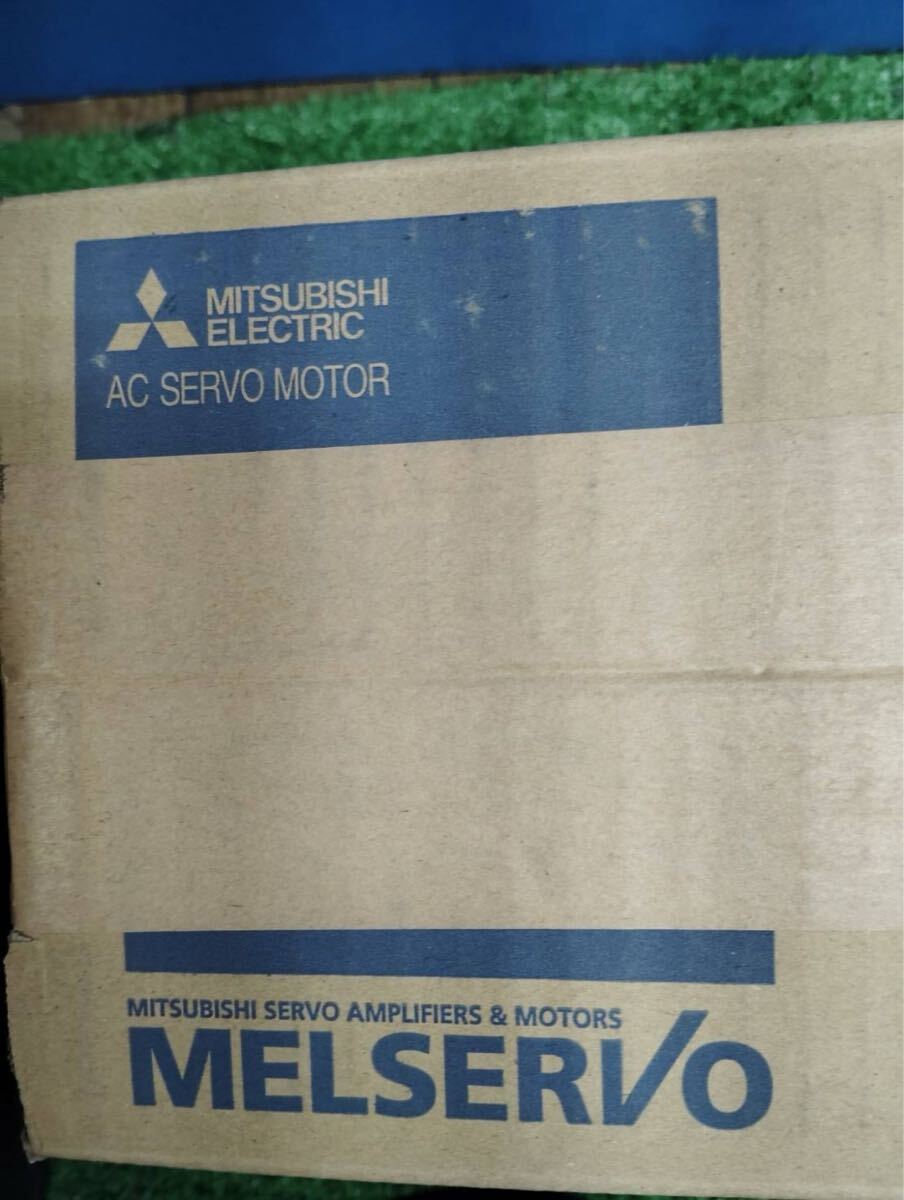 MITSUBISHI
ELECTRIC
AC SERVO MOTOR
MITSUBISHI SERVO AMPLIFIERS & MOTORS
MELSERVO